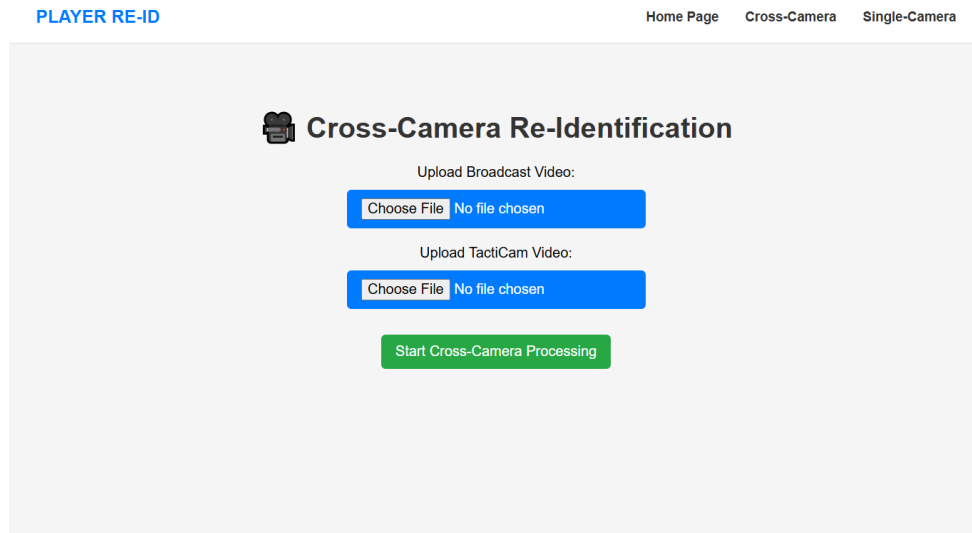 PLAYER RE-ID
Home Page Cross-Camera Single-Camera
Cross-Camera Re-Identification
Upload Broadcast Video:
Choose File No file chosen
Upload TactiCam Video:
Choose File No file chosen
Start Cross-Camera Processing